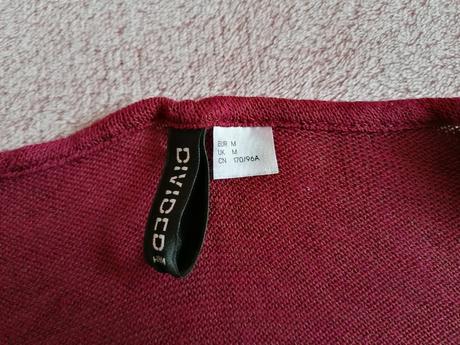 DIVIDED
H&M
EUR M
UK M
CN 170/96A